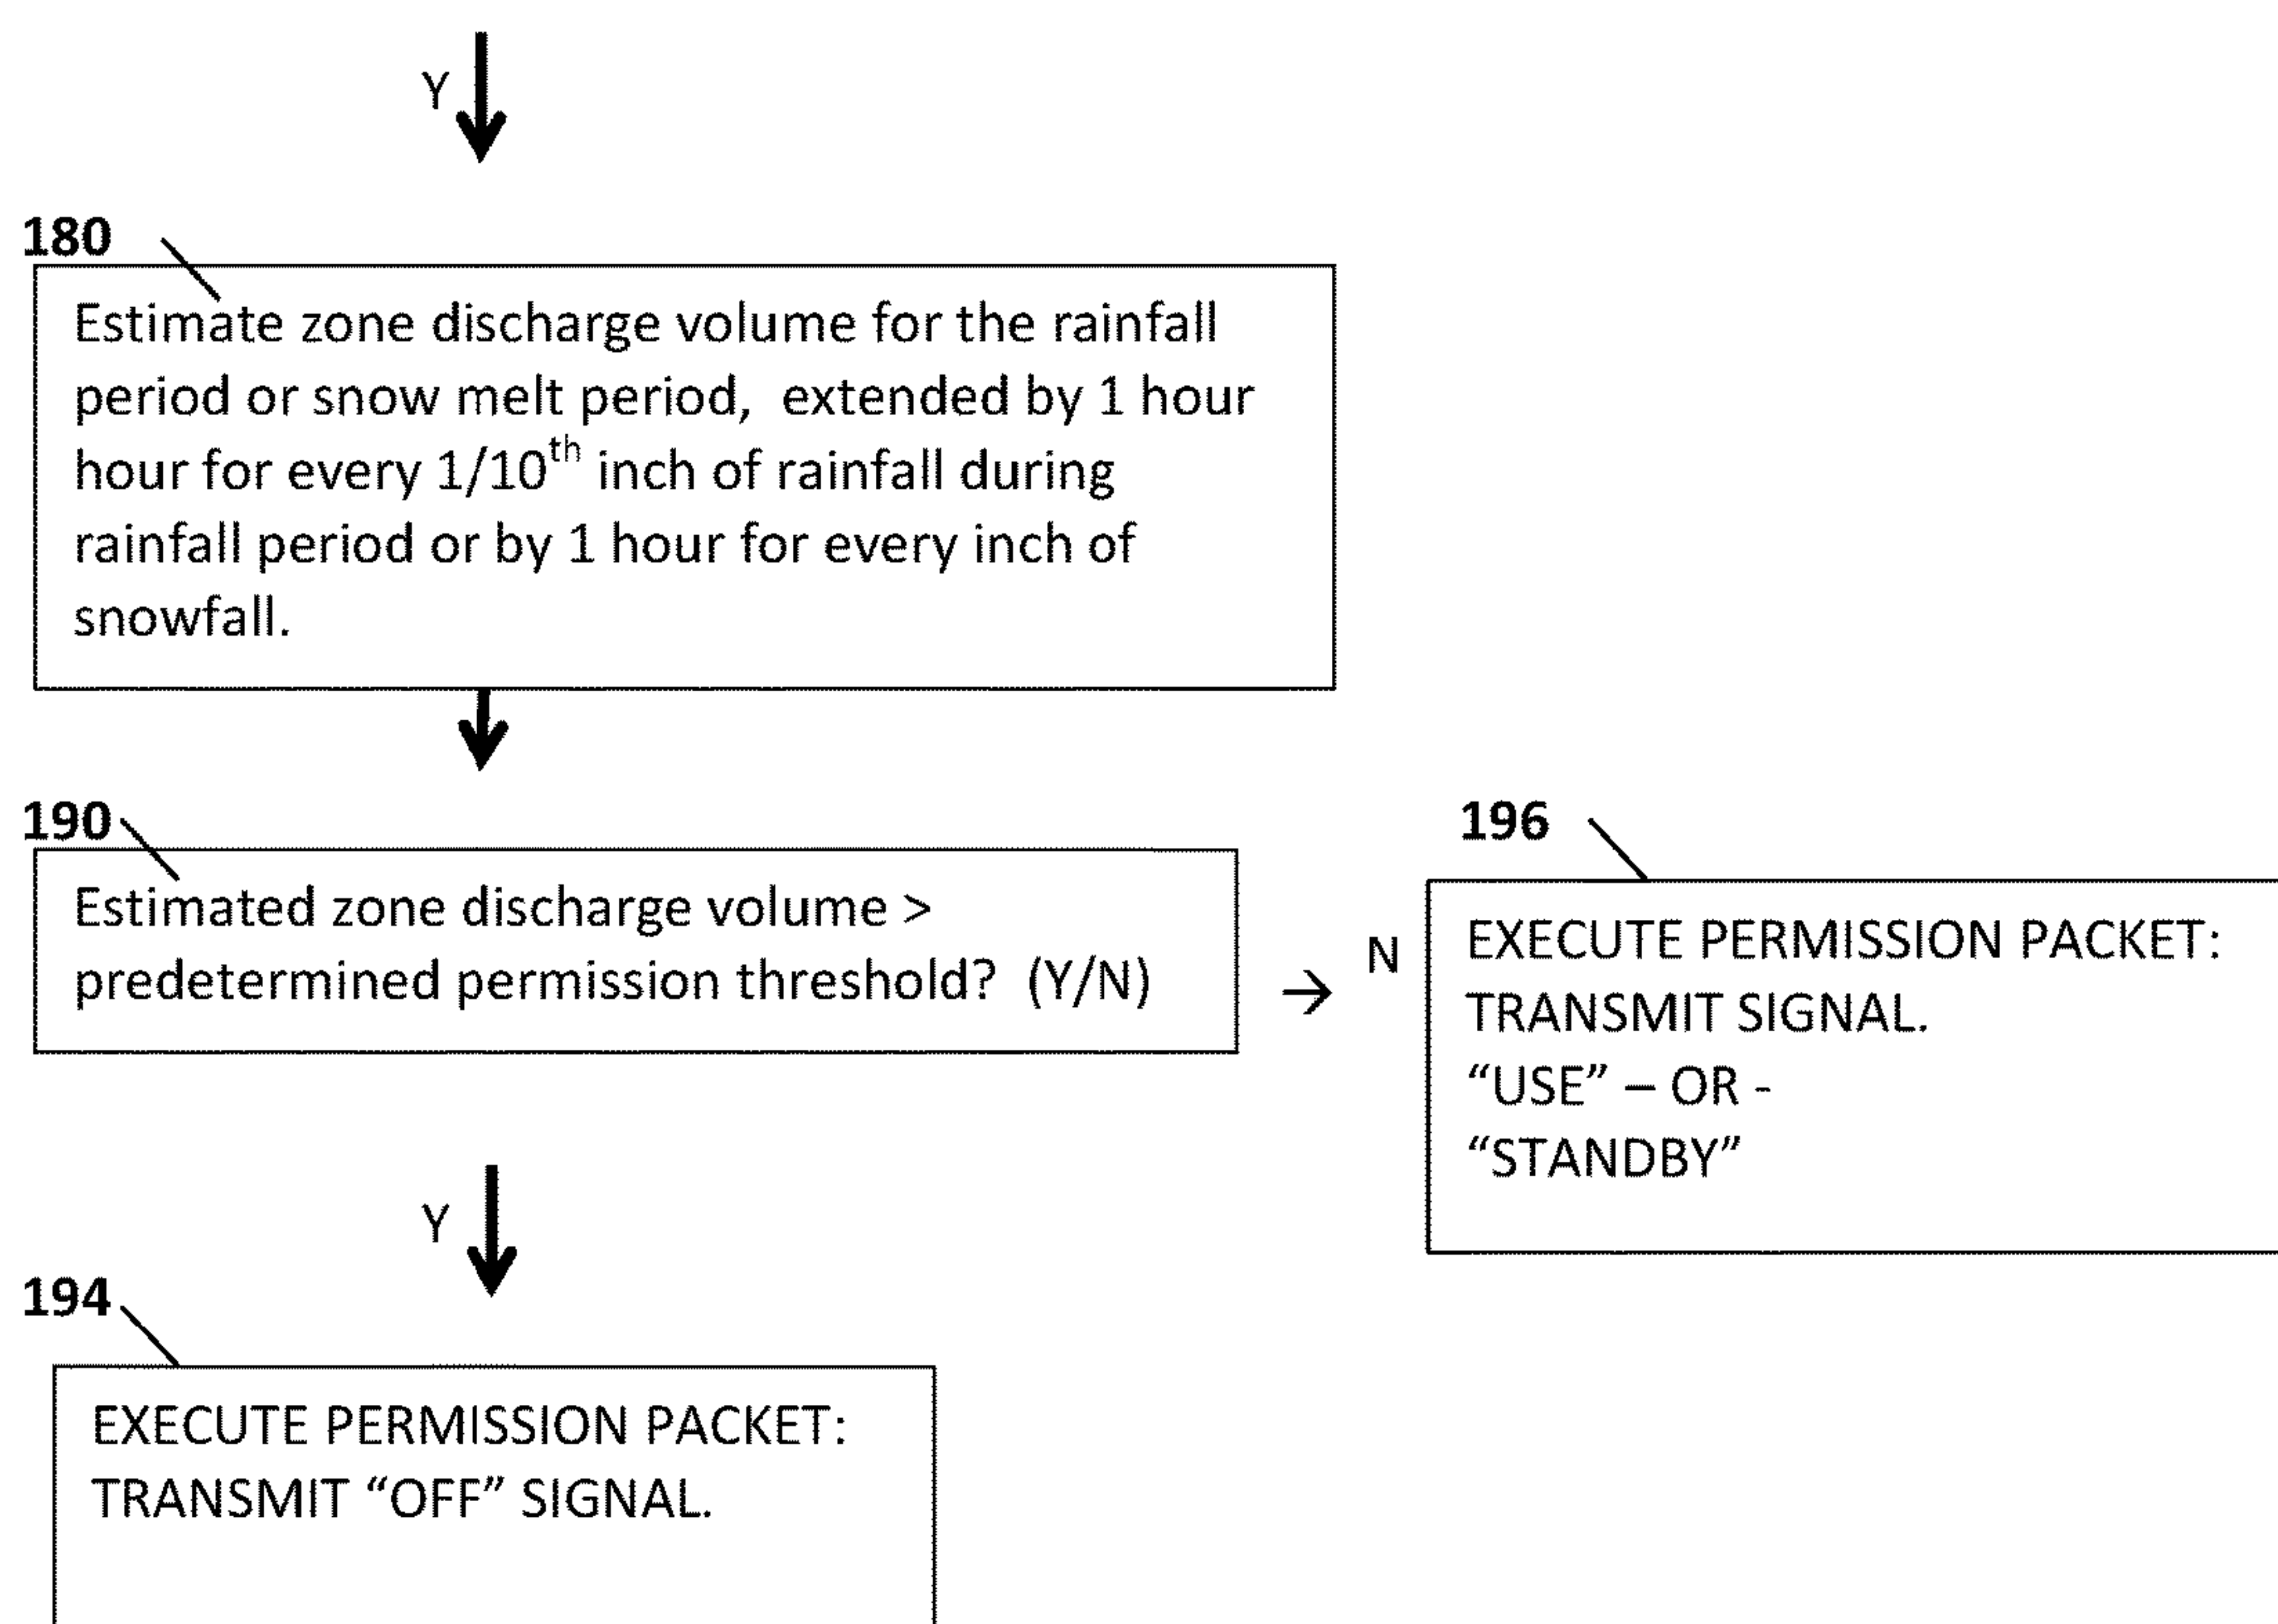 Y
180
Estimate zone discharge volume for the rainfall
period or snow melt period, extended by 1 hour
hour for every 1/10th inch of rainfall during
rainfall period or by 1 hour for every inch of
snowfall.
190
Estimated zone discharge volume >
predetermined permission threshold? (Y/N)
→ N
196
EXECUTE PERMISSION PACKET:
TRANSMIT SIGNAL.
“USE” – OR -
“STANDBY”
Y
194
EXECUTE PERMISSION PACKET:
TRANSMIT “OFF” SIGNAL.